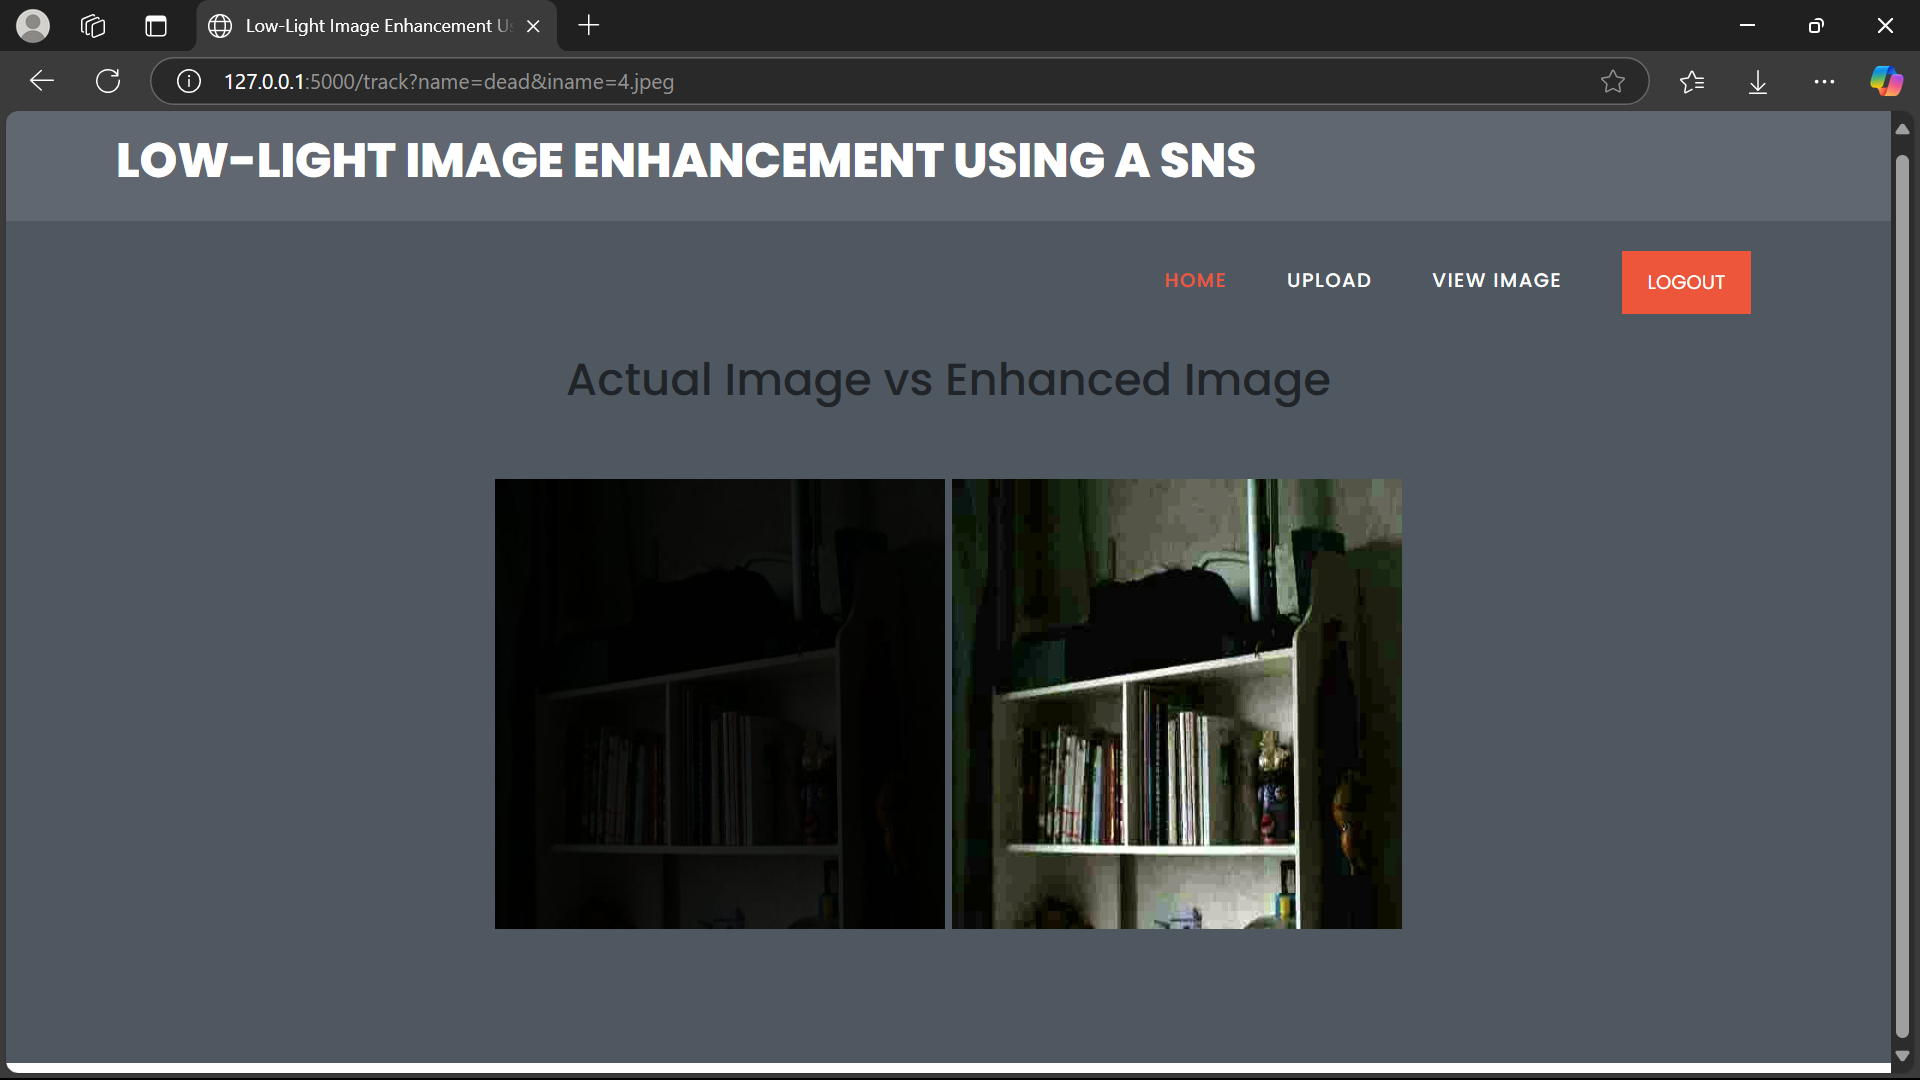 Low-Light Image Enhancement Us
127.0.0.1:5000/track?name=dead&iname=4.jpeg
LOW-LIGHT IMAGE ENHANCEMENT USING A SNS
HOME UPLOAD VIEW IMAGE LOGOUT
Actual Image vs Enhanced Image